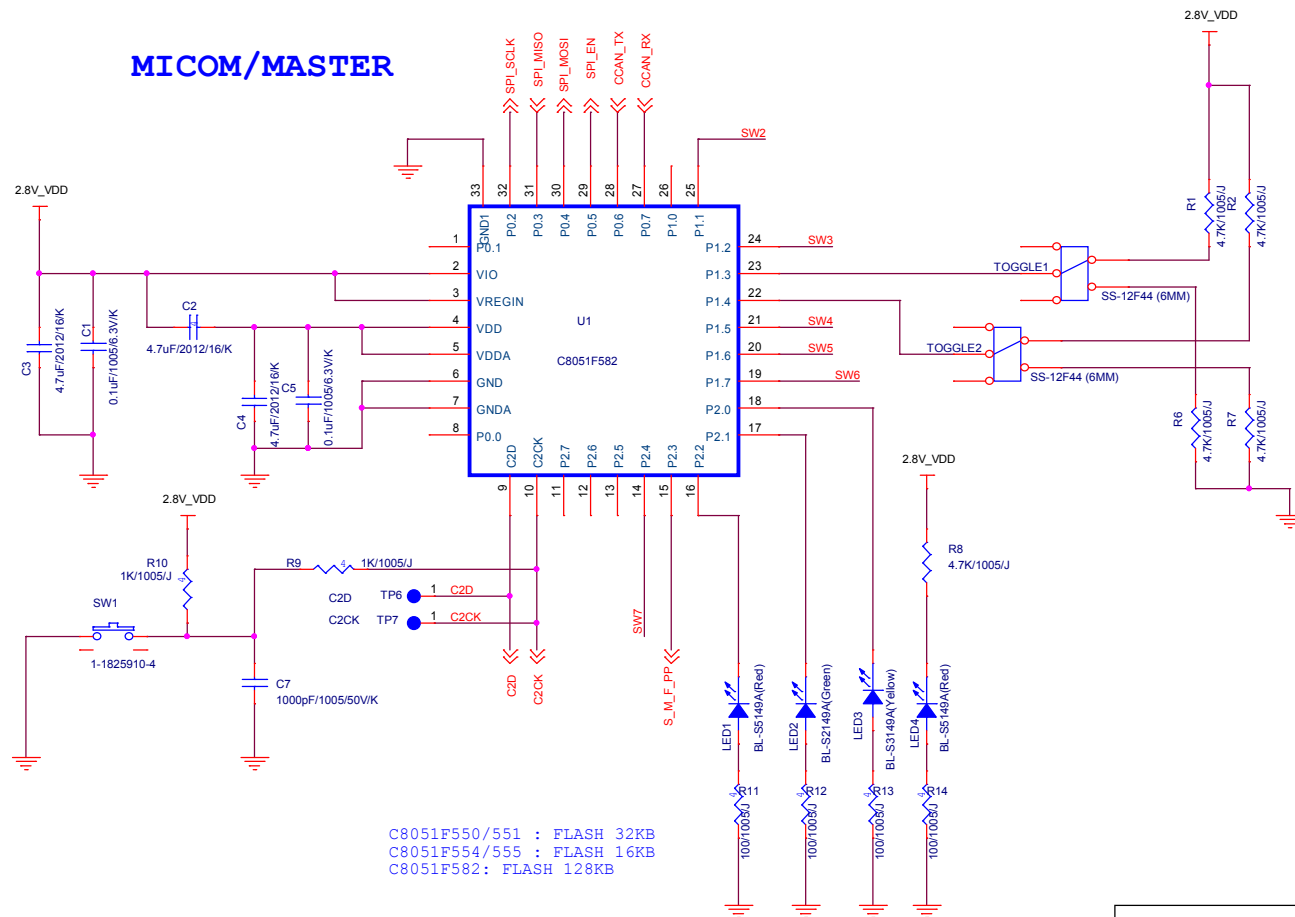 MICOM/MASTER
2.8V_VDD
SPI_SCLK
SPI_MISO
SPI_MOSI
SPI_EN
CCAN_TX
CCAN_RX
SW2
33
32
31
30
29
28
27
26
25
GND1
P0.2
P0.3
P0.4
P0.5
P0.6
P0.7
P1.0
P1.1
2.8V_VDD
1
P0.1
2
VIO
3
VREGIN
4
VDD
5
VDDA
6
GND
7
GNDA
8
P0.0
U1
C8051F582
P1.2
24
SW3
P1.3
23
P1.4
22
P1.5
21
SW4
P1.6
20
SW5
P1.7
19
SW6
P2.0
18
P2.1
17
C2D
C2CK
P2.7
P2.6
P2.5
P2.4
P2.3
P2.2
9
10
11
12
13
14
15
16
C3
4.7uF/2012/16/K
C1
0.1uF/1005/6.3V/K
C2
4.7uF/2012/16/K
C4
4.7uF/2012/16/K
C5
0.1uF/1005/6.3V/K
R1
4.7K/1005/J
R2
4.7K/1005/J
TOGGLE1
SS-12F44 (6MM)
TOGGLE2
SS-12F44 (6MM)
R6
4.7K/1005/J
R7
4.7K/1005/J
2.8V_VDD
R10
1K/1005/J
4
R9
4
1K/1005/J
SW1
1-1825910-4
C7
1000pF/1005/50V/K
C2D
TP6
1
C2D
C2CK
TP7
1
C2CK
C2D
C2CK
SW7
S_M_F_PP
2.8V_VDD
R8
4.7K/1005/J
LED1
BL-S5149A(Red)
LED2
BL-S2149A(Green)
LED3
BL-S3149A(Yellow)
LED4
BL-S5149A(Red)
4
R11
100/1005/J
4
R12
100/1005/J
4
R13
100/1005/J
4
R14
100/1005/J
C8051F550/551 : FLASH 32KB
C8051F554/555 : FLASH 16KB
C8051F582: FLASH 128KB